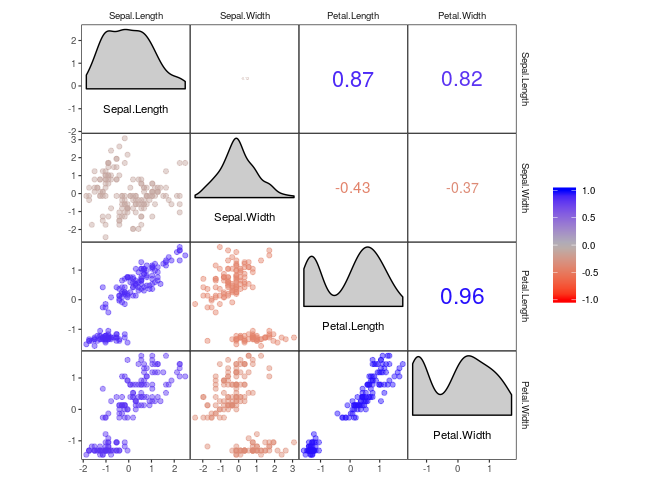 Sepal.Length Sepal.Width Petal.Length Petal.Width
2
1
0
-1
-2
Sepal.Length
0.87
0.82
Sepal.Length
3
2
1
0
-1
-2
Sepal.Width
-0.43
-0.37
Sepal.Width
1
0
-1
Petal.Length
0.96
Petal.Length
1
0
-1
Petal.Width
Petal.Width
-2 -1 0 1 2
-2 -1 0 1 2 3
-1 0 1
-1 0 1
1.0
0.5
0.0
-0.5
-1.0